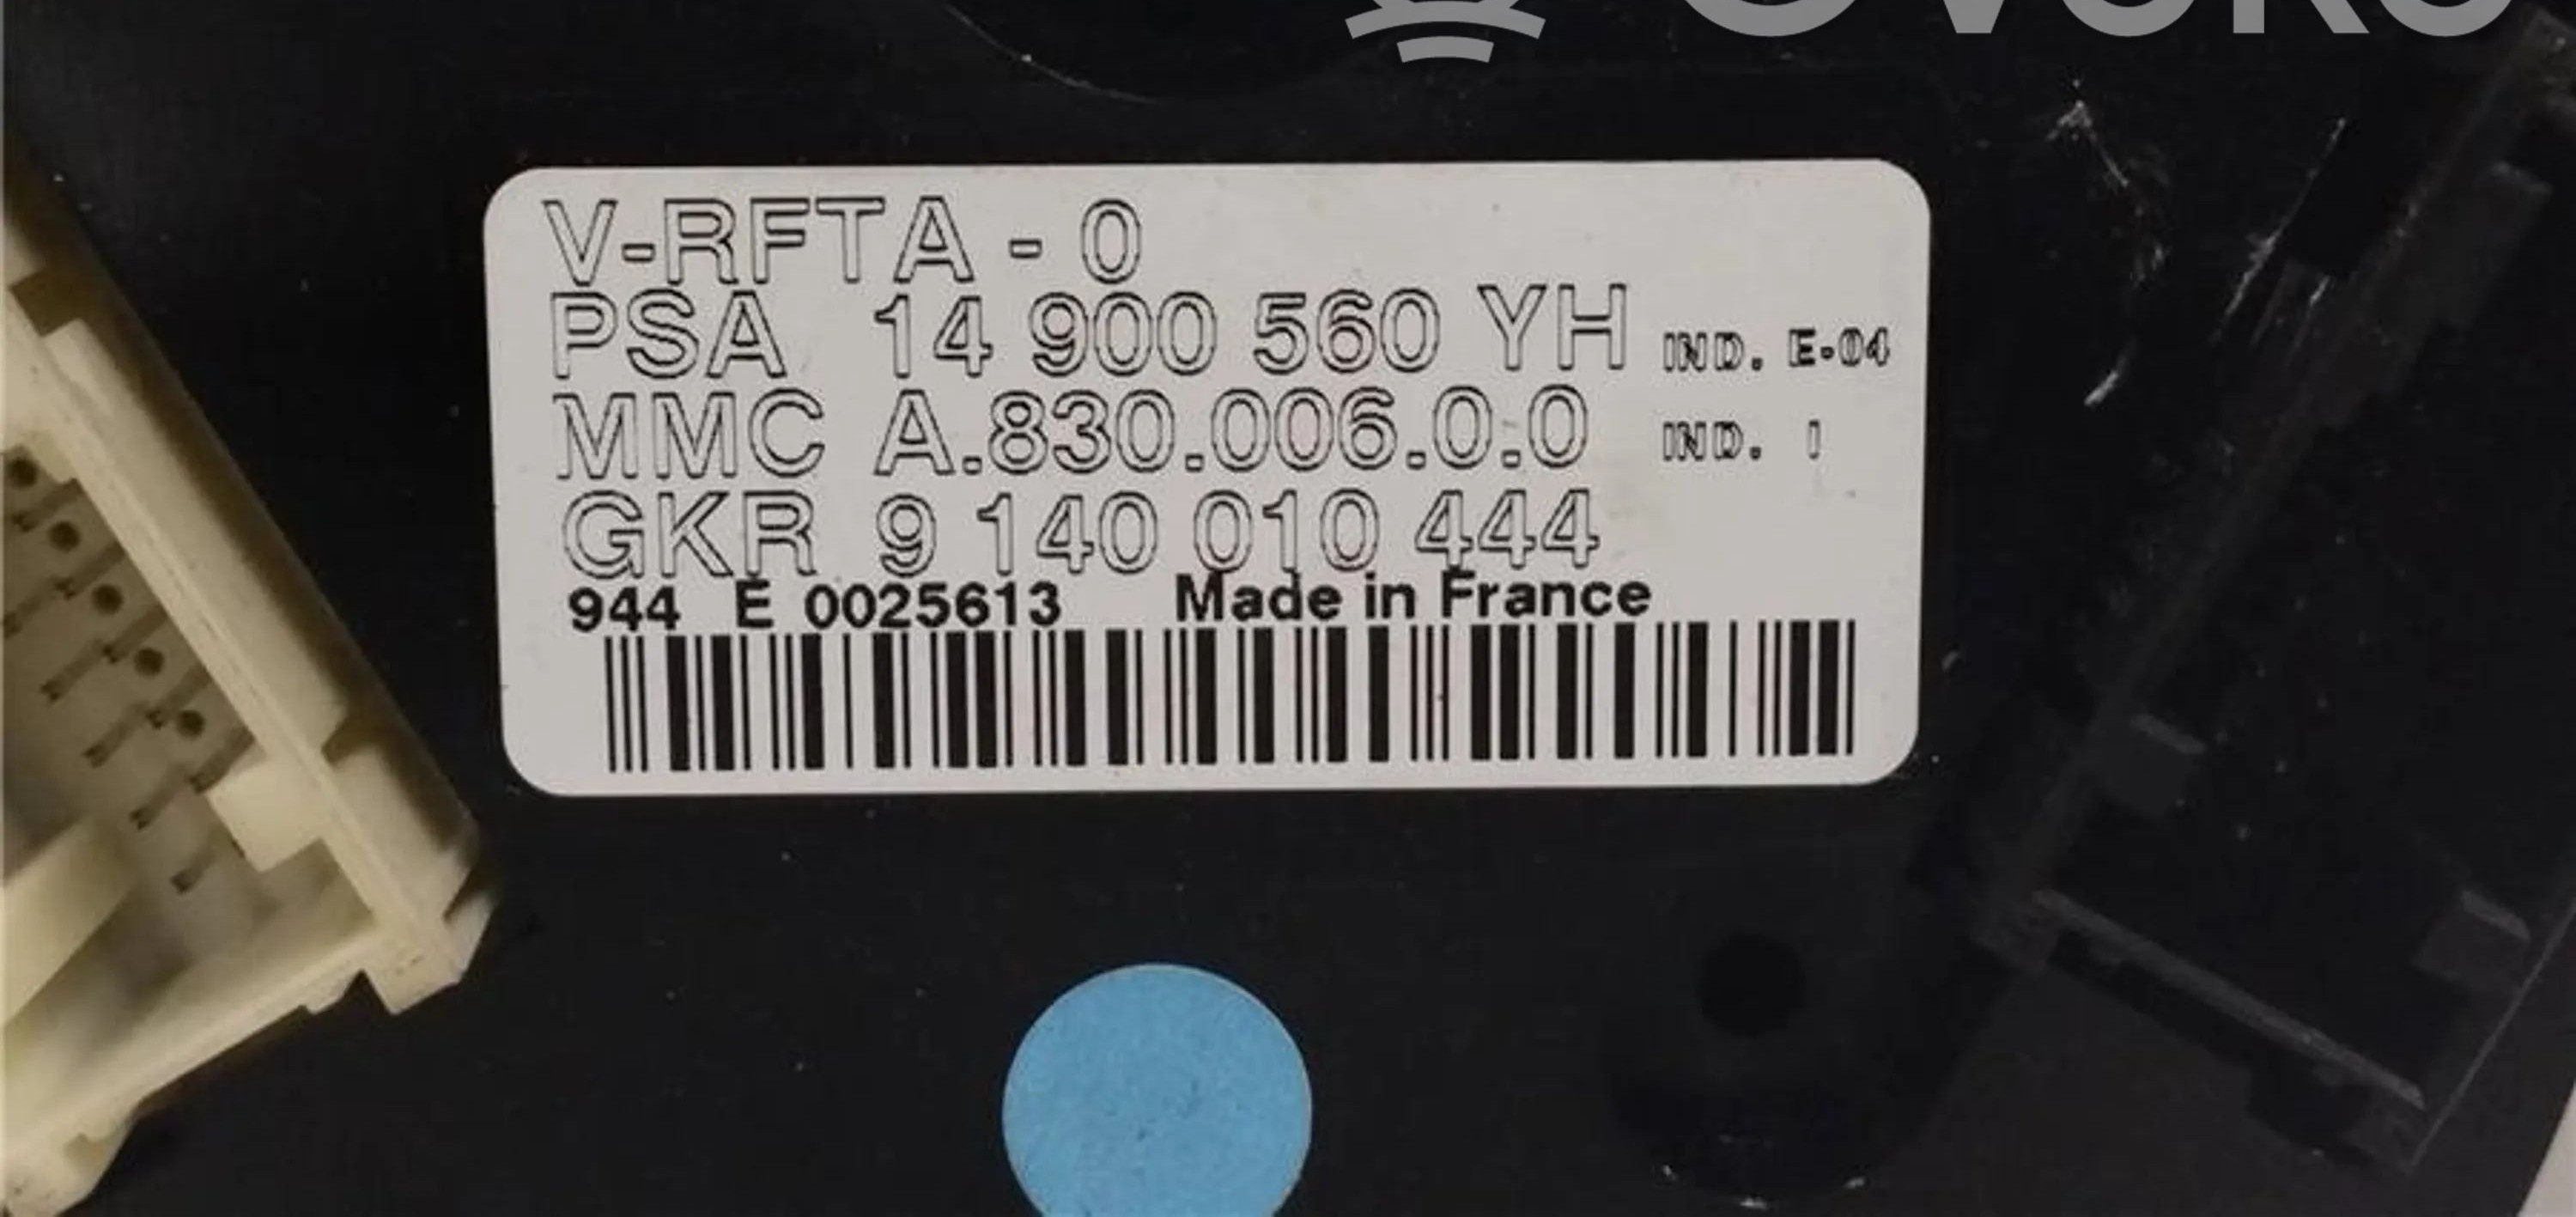 V-RFTA - 0
PSA 14 900 560 YH IND. E-04
MMC A.830.006.0.0 IND. I
GKR 9 140 010 444
944 E 0025613 Made in France